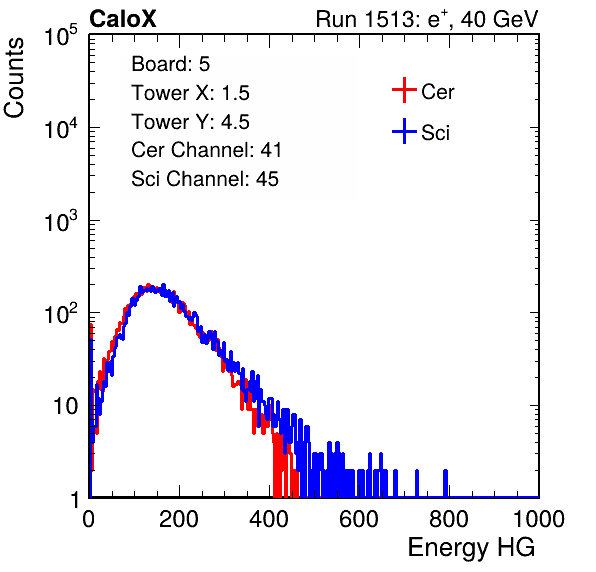 CaloX Run 1513: e⁺, 40 GeV
Counts
Board: 5
Tower X: 1.5
Tower Y: 4.5
Cer Channel: 41
Sci Channel: 45
Cer
Sci
10⁵
10⁴
10³
10²
10
1
0 200 400 600 800 1000
Energy HG